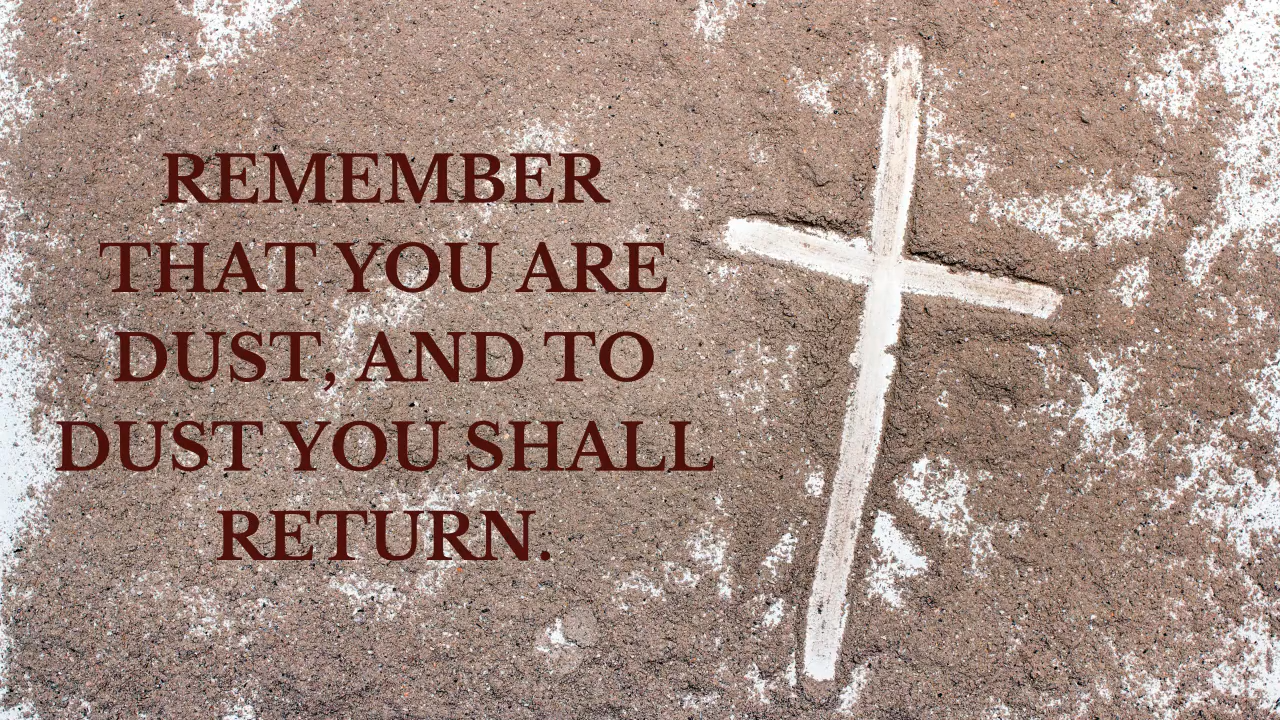 REMEMBER
THAT YOU ARE
DUST, AND TO
DUST YOU SHALL
RETURN.